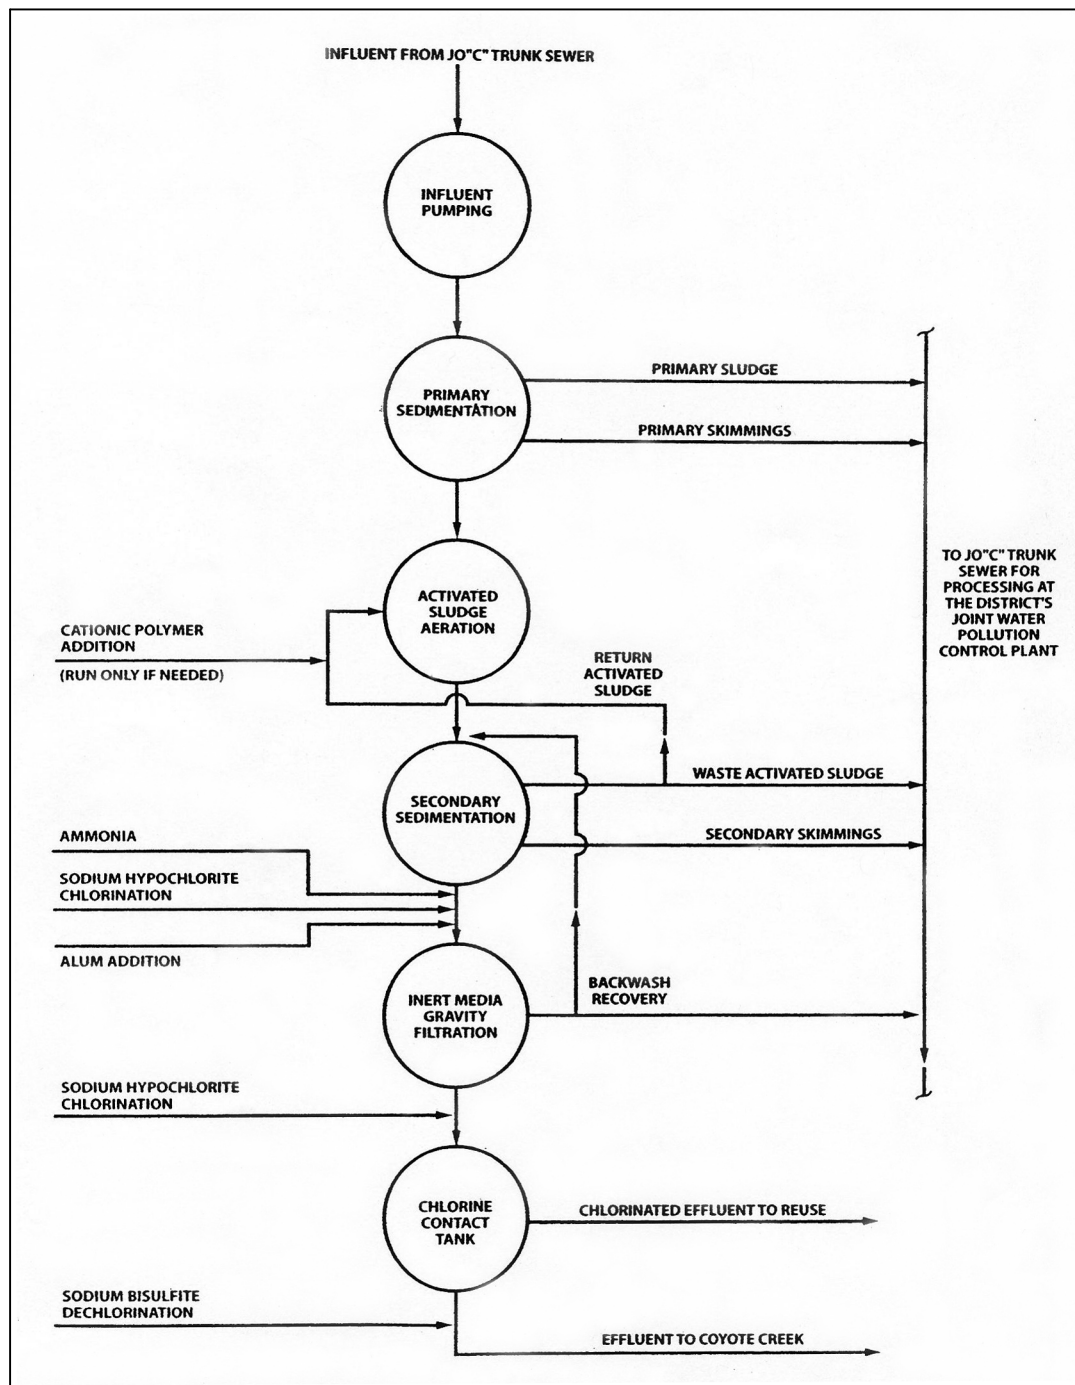 INFLUENT FROM JO"C" TRUNK SEWER
INFLUENT
PUMPING
PRIMARY
SEDIMENTATION
PRIMARY SLUDGE
PRIMARY SKIMMINGS
ACTIVATED
SLUDGE
AERATION
TO JO"C" TRUNK
SEWER FOR
PROCESSING AT
THE DISTRICT'S
JOINT WATER
POLLUTION
CONTROL PLANT
CATIONIC POLYMER
ADDITION
(RUN ONLY IF NEEDED)
RETURN
ACTIVATED
SLUDGE
SECONDARY
SEDIMENTATION
WASTE ACTIVATED SLUDGE
SECONDARY SKIMMINGS
AMMONIA
SODIUM HYPOCHLORITE
CHLORINATION
ALUM ADDITION
INERT MEDIA
GRAVITY
FILTRATION
BACKWASH
RECOVERY
SODIUM HYPOCHLORITE
CHLORINATION
CHLORINE
CONTACT
TANK
CHLORINATED EFFLUENT TO REUSE
SODIUM BISULFITE
DECHLORINATION
EFFLUENT TO COYOTE CREEK